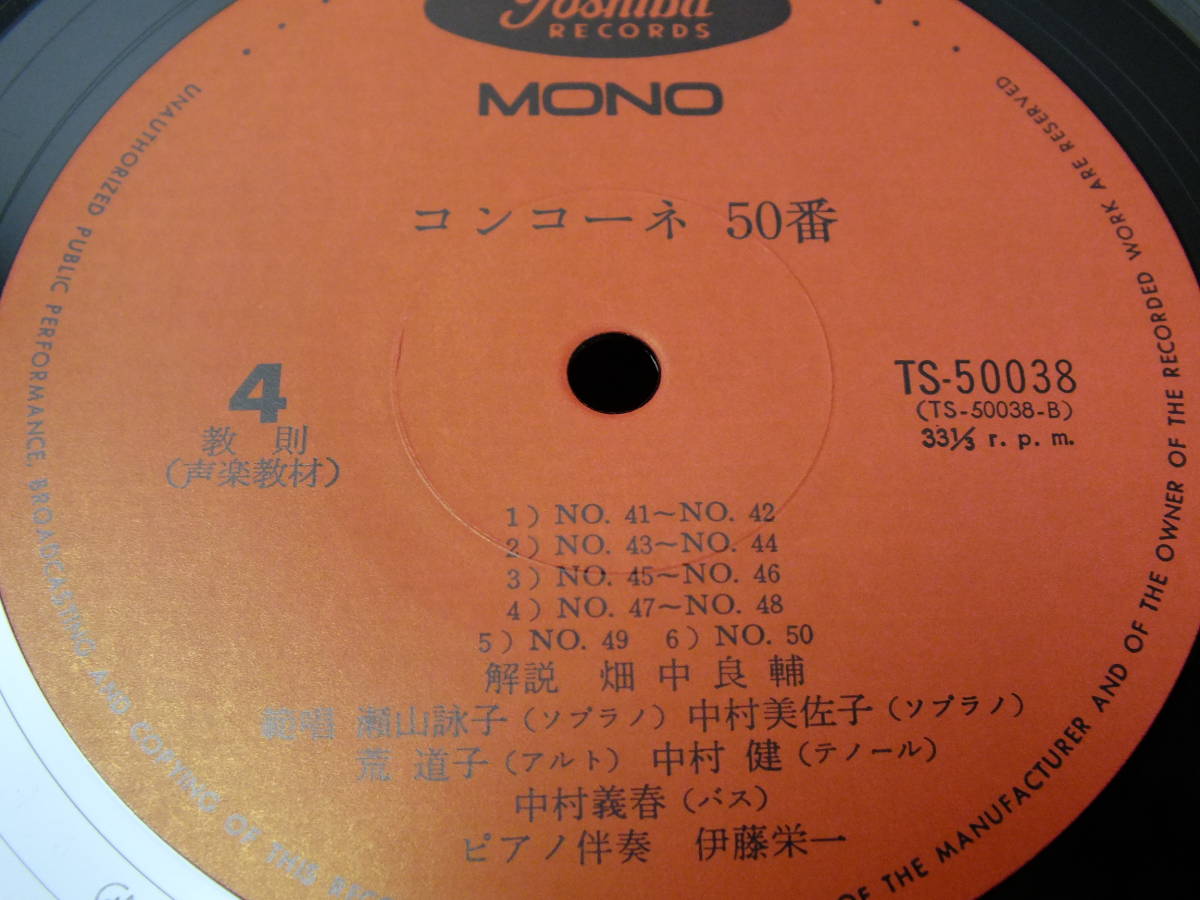 Toshiba
RECORDS
MONO
コンコーネ 50番
4
教 則
(声楽教材)
TS-50038
(TS-50038-B)
33⅓ r. p. m.
1) NO. 41～NO. 42
2) NO. 43～NO. 44
3) NO. 45～NO. 46
4) NO. 47～NO. 48
5) NO. 49 6) NO. 50
解説 畑中良輔
範唱 瀬山詠子(ソプラノ) 中村美佐子(ソプラノ)
荒 道子(アルト) 中村 健(テノール)
中村義春(バス)
ピアノ伴奏 伊藤栄一
UNAUTHORIZED PUBLIC PERFORMANCE, BROADCASTING AND COPYING OF THIS
OF THE MANUFACTURER AND OF THE OWNER OF THE RECORDED WORK ARE RESERVED